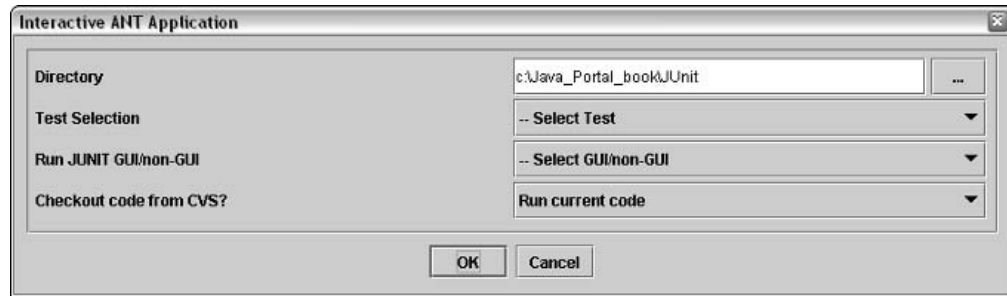 Interactive ANT Application
Directory
c:\Java_Portal_book\JUnit
...
Test Selection
-- Select Test
Run JUNIT GUI/non-GUI
-- Select GUI/non-GUI
Checkout code from CVS?
Run current code
OK
Cancel